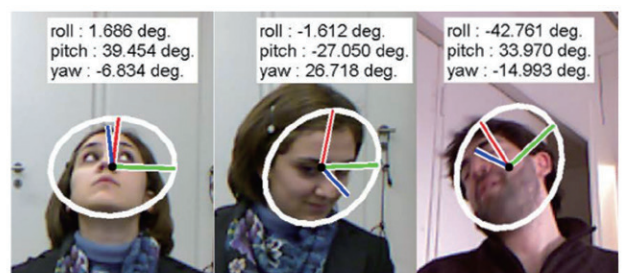 roll : 1.686 deg.
pitch : 39.454 deg.
yaw : -6.834 deg.
roll : -1.612 deg.
pitch : -27.050 deg.
yaw : 26.718 deg.
roll : -42.761 deg.
pitch : 33.970 deg.
yaw : -14.993 deg.